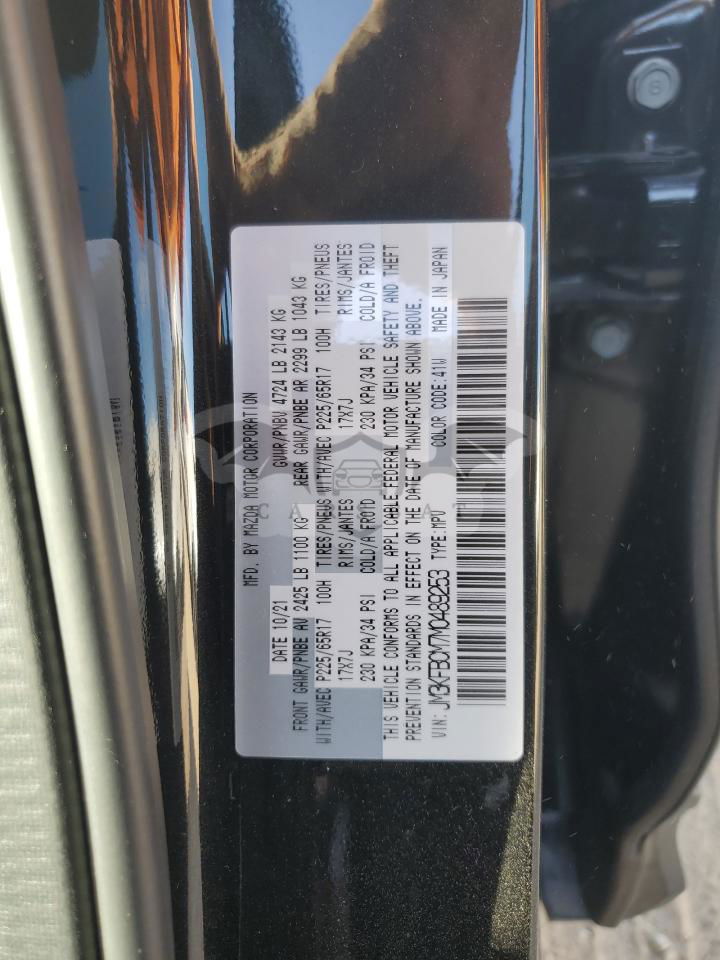 MFD. BY MAZDA MOTOR CORPORATION
DATE 10/21 GVWR/PNBV 4724 LB 2143 KG
FRONT GAWR/PNBE AV 2425 LB 1100 KG REAR GAWR/PNBE AR 2299 LB 1043 KG
WITH/AVEC P225/65R17 100H TIRES/PNEUS WITH/AVEC P225/65R17 100H TIRES/PNEUS
17X7J RIMS/JANTES 17X7J RIMS/JANTES
230 KPA/34 PSI COLD/A FROID 230 KPA/34 PSI COLD/A FROID
THIS VEHICLE CONFORMS TO ALL APPLICABLE FEDERAL MOTOR VEHICLE SAFETY AND THEFT
PREVENTION STANDARDS IN EFFECT ON THE DATE OF MANUFACTURE SHOWN ABOVE.
VIN: JM3KFBCM7M0489253 TYPE:MPV COLOR CODE:41W MADE IN JAPAN
8